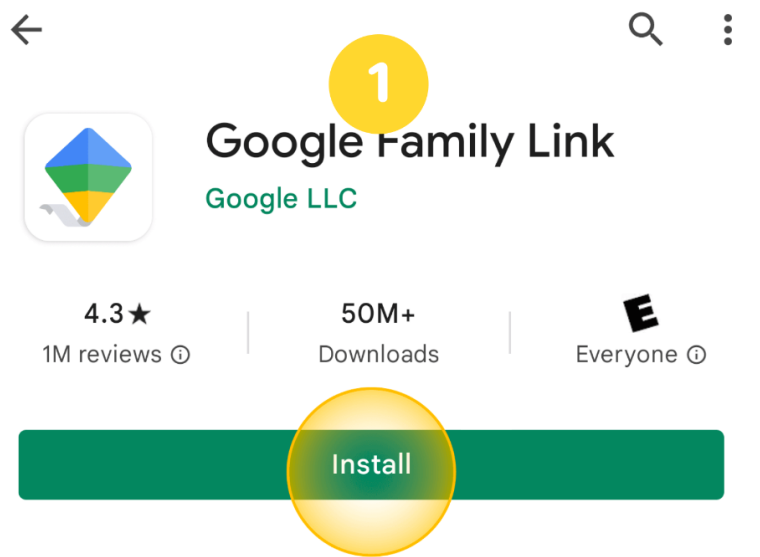 1
Google Family Link
Google LLC
4.3★ 50M+ E
1M reviews Downloads Everyone
Install